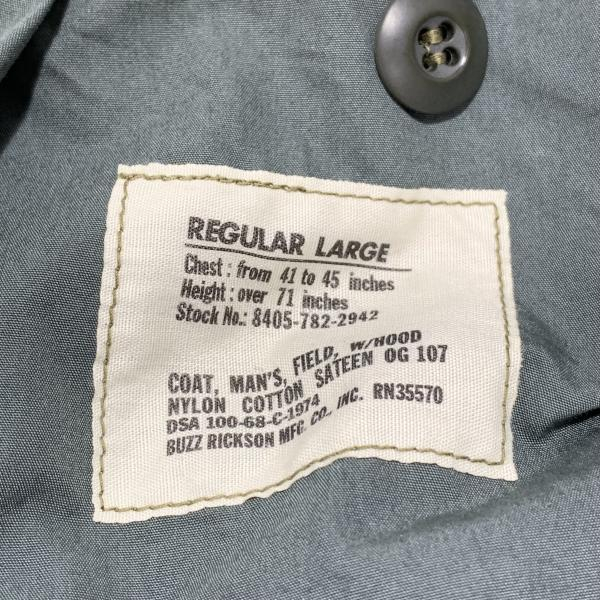 REGULAR LARGE
Chest: from 41 to 45 inches
Height: over 71 inches
Stock No.: 8405-782-2942
COAT, MAN'S, FIELD, W/HOOD
NYLON COTTON SATEEN OG 107
DSA 100-68-C-1974
BUZZ RICKSON MFG. CO., INC. RN35570